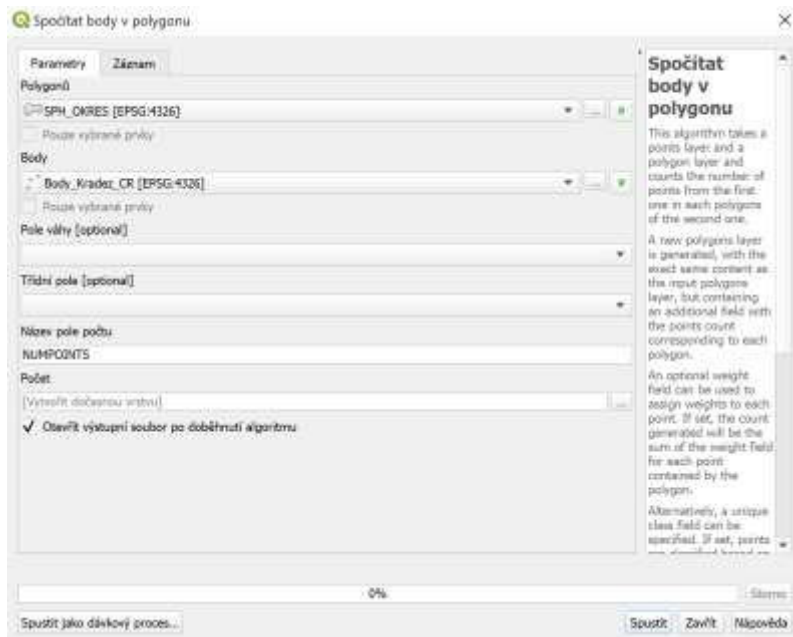 Spočítat body v polygonu
Parametry
Záznam
Polygonů
SPH_OKRES [EPSG:4326]
...
Pouze vybrané prvky
Body
Body_Kradez_CR [EPSG:4326]
...
Pouze vybrané prvky
Pole váhy [optional]
Třídní pole [optional]
Název pole počtu
NUMPOINTS
Počet
[Vytvořit dočasnou vrstvu]
...
✓ Otevřít výstupní soubor po doběhnutí algoritmu
Spočítat
body v
polygonu
This algorithm takes a
points layer and a
polygon layer and
counts the number of
points from the first
one in each polygons
of the second one.
A new polygons layer
is generated, with the
exact same content as
the input polygons
layer, but containing
an additional field with
the points count
corresponding to each
polygon.
An optional weight
field can be used to
assign weights to each
point. If set, the count
generated will be the
sum of the weight field
for each point
contained by the
polygon.
Alternatively, a unique
class field can be
specified. If set, points
are classified based on
0%
Storno
Spustit jako dávkový proces...
Spustit
Zavřít
Nápověda